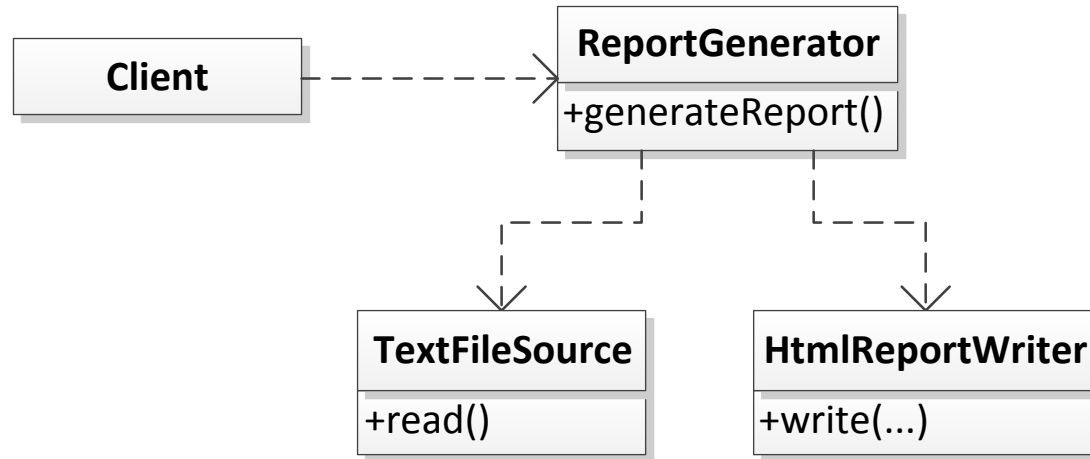 Client
ReportGenerator
+generateReport()
TextFileSource
+read()
HtmlReportWriter
+write(...)